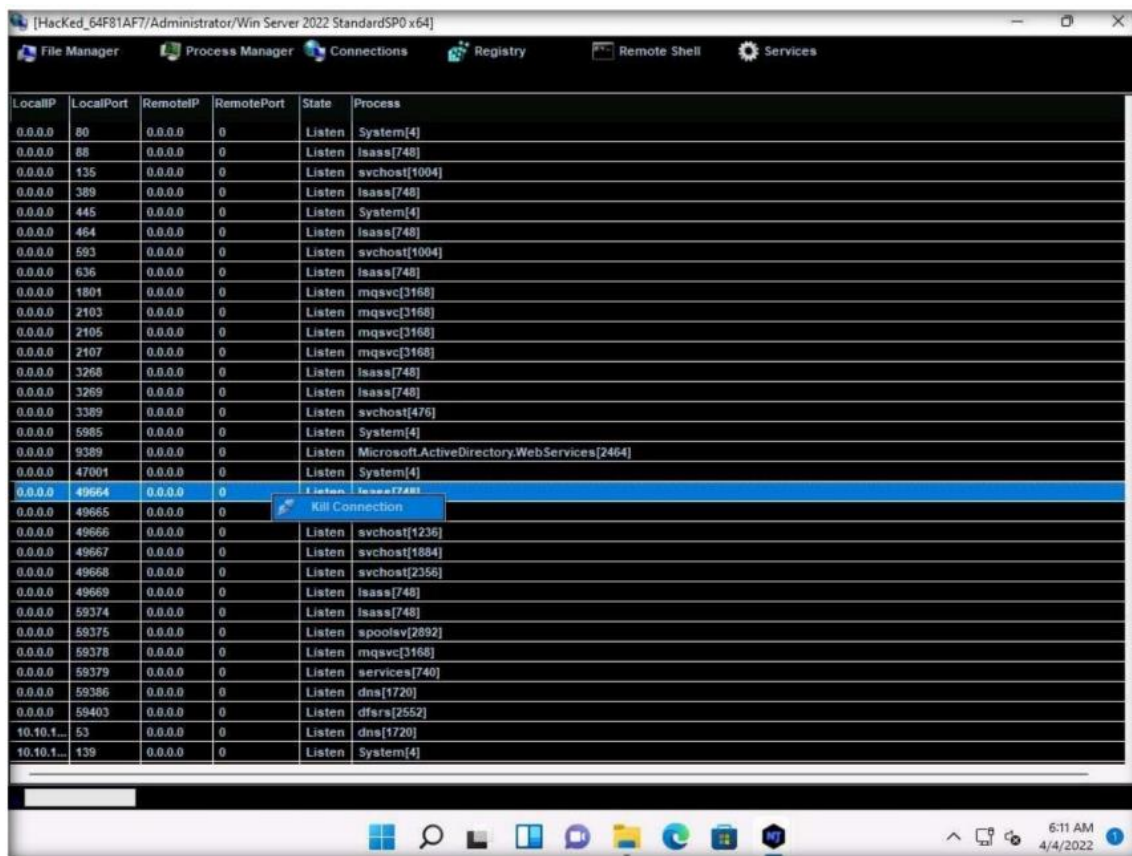 [HacKed_64F81AF7/Administrator/Win Server 2022 StandardSP0 x64]
File Manager Process Manager Connections Registry Remote Shell Services
LocalIP LocalPort RemoteIP RemotePort State Process
0.0.0.0 80 0.0.0.0 0 Listen System[4]
0.0.0.0 88 0.0.0.0 0 Listen lsass[748]
0.0.0.0 135 0.0.0.0 0 Listen svchost[1004]
0.0.0.0 389 0.0.0.0 0 Listen lsass[748]
0.0.0.0 445 0.0.0.0 0 Listen System[4]
0.0.0.0 464 0.0.0.0 0 Listen lsass[748]
0.0.0.0 593 0.0.0.0 0 Listen svchost[1004]
0.0.0.0 636 0.0.0.0 0 Listen lsass[748]
0.0.0.0 1801 0.0.0.0 0 Listen mqsvc[3168]
0.0.0.0 2103 0.0.0.0 0 Listen mqsvc[3168]
0.0.0.0 2105 0.0.0.0 0 Listen mqsvc[3168]
0.0.0.0 2107 0.0.0.0 0 Listen mqsvc[3168]
0.0.0.0 3268 0.0.0.0 0 Listen lsass[748]
0.0.0.0 3269 0.0.0.0 0 Listen lsass[748]
0.0.0.0 3389 0.0.0.0 0 Listen svchost[476]
0.0.0.0 5985 0.0.0.0 0 Listen System[4]
0.0.0.0 9389 0.0.0.0 0 Listen Microsoft.ActiveDirectory.WebServices[2464]
0.0.0.0 47001 0.0.0.0 0 Listen System[4]
0.0.0.0 49664 0.0.0.0 0 Listen lsass[748]
0.0.0.0 49665 0.0.0.0 Kill Connection
0.0.0.0 49666 0.0.0.0 0 Listen svchost[1236]
0.0.0.0 49667 0.0.0.0 0 Listen svchost[1884]
0.0.0.0 49668 0.0.0.0 0 Listen svchost[2356]
0.0.0.0 49669 0.0.0.0 0 Listen lsass[748]
0.0.0.0 59374 0.0.0.0 0 Listen lsass[748]
0.0.0.0 59375 0.0.0.0 0 Listen spoolsv[2892]
0.0.0.0 59378 0.0.0.0 0 Listen mqsvc[3168]
0.0.0.0 59379 0.0.0.0 0 Listen services[740]
0.0.0.0 59386 0.0.0.0 0 Listen dns[1720]
0.0.0.0 59403 0.0.0.0 0 Listen dfsrs[2552]
10.10.1... 53 0.0.0.0 0 Listen dns[1720]
10.10.1... 139 0.0.0.0 0 Listen System[4]
NJ
6:11 AM
4/4/2022
1